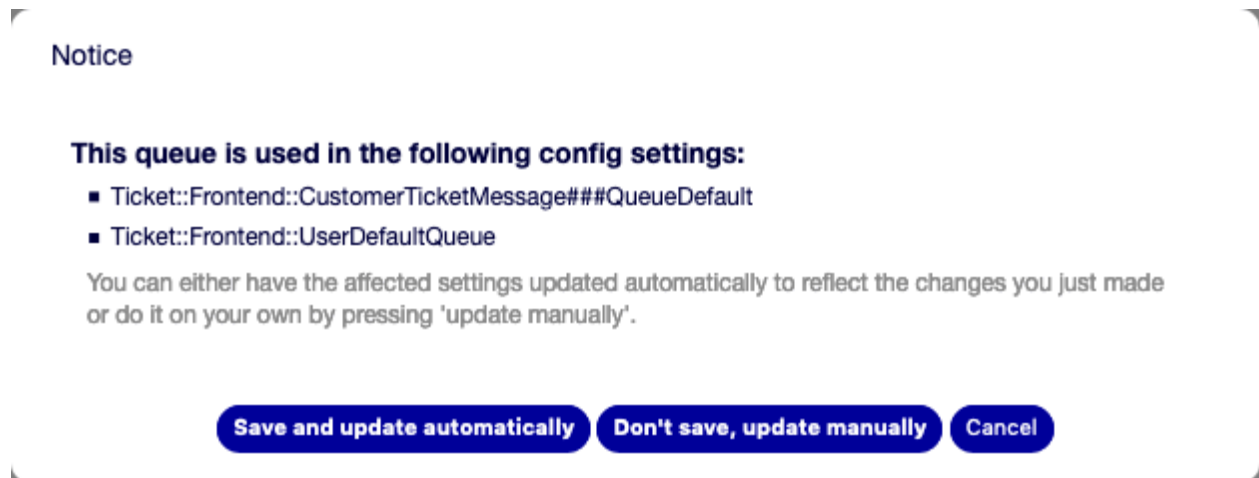 Notice
This queue is used in the following config settings:
Ticket::Frontend::CustomerTicketMessage###QueueDefault
Ticket::Frontend::UserDefaultQueue
You can either have the affected settings updated automatically to reflect the changes you just made
or do it on your own by pressing 'update manually'.
Save and update automatically Don't save, update manually Cancel